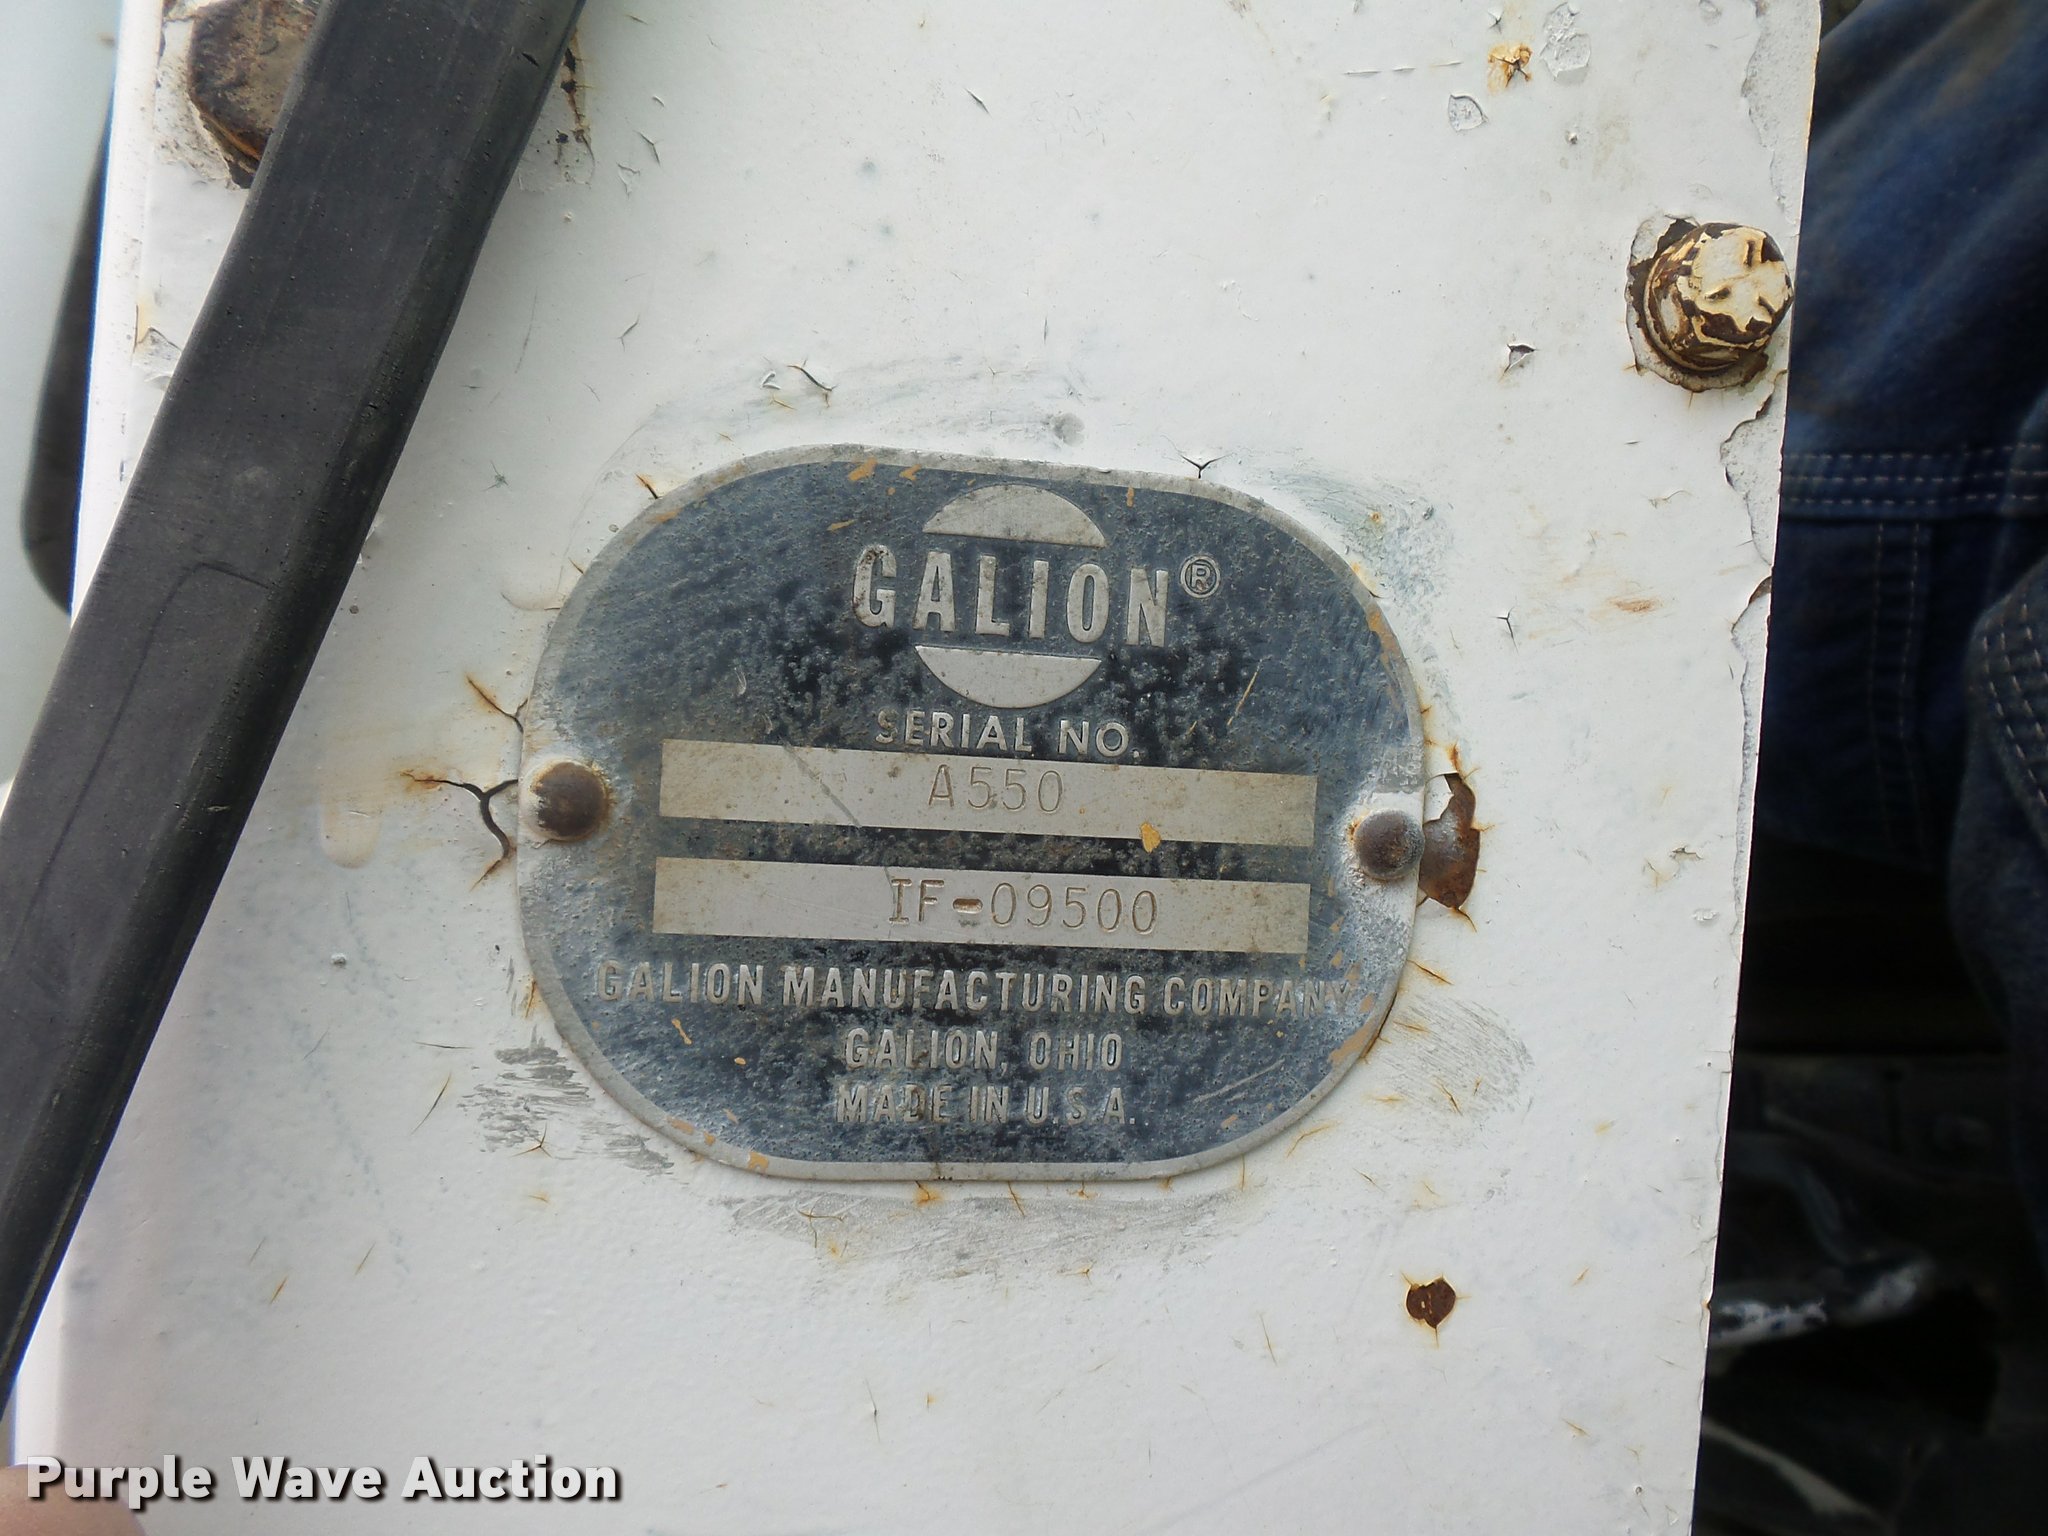 GALION®
SERIAL NO.
A550
IF-09500
GALION MANUFACTURING COMPANY
GALION, OHIO
MADE IN U.S.A.
Purple Wave Auction